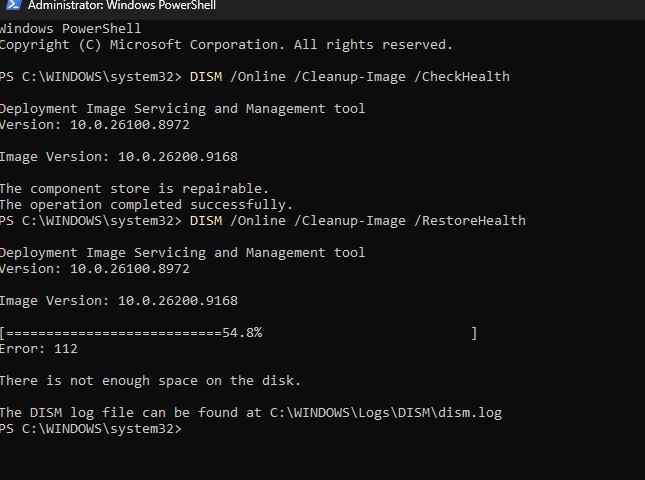 Administrator: Windows PowerShell
Windows PowerShell
Copyright (C) Microsoft Corporation. All rights reserved.
PS C:\WINDOWS\system32> DISM /Online /Cleanup-Image /CheckHealth
Deployment Image Servicing and Management tool
Version: 10.0.26100.8972
Image Version: 10.0.26200.9168
The component store is repairable.
The operation completed successfully.
PS C:\WINDOWS\system32> DISM /Online /Cleanup-Image /RestoreHealth
Deployment Image Servicing and Management tool
Version: 10.0.26100.8972
Image Version: 10.0.26200.9168
[===========================54.8%                          ]
Error: 112
There is not enough space on the disk.
The DISM log file can be found at C:\WINDOWS\Logs\DISM\dism.log
PS C:\WINDOWS\system32>